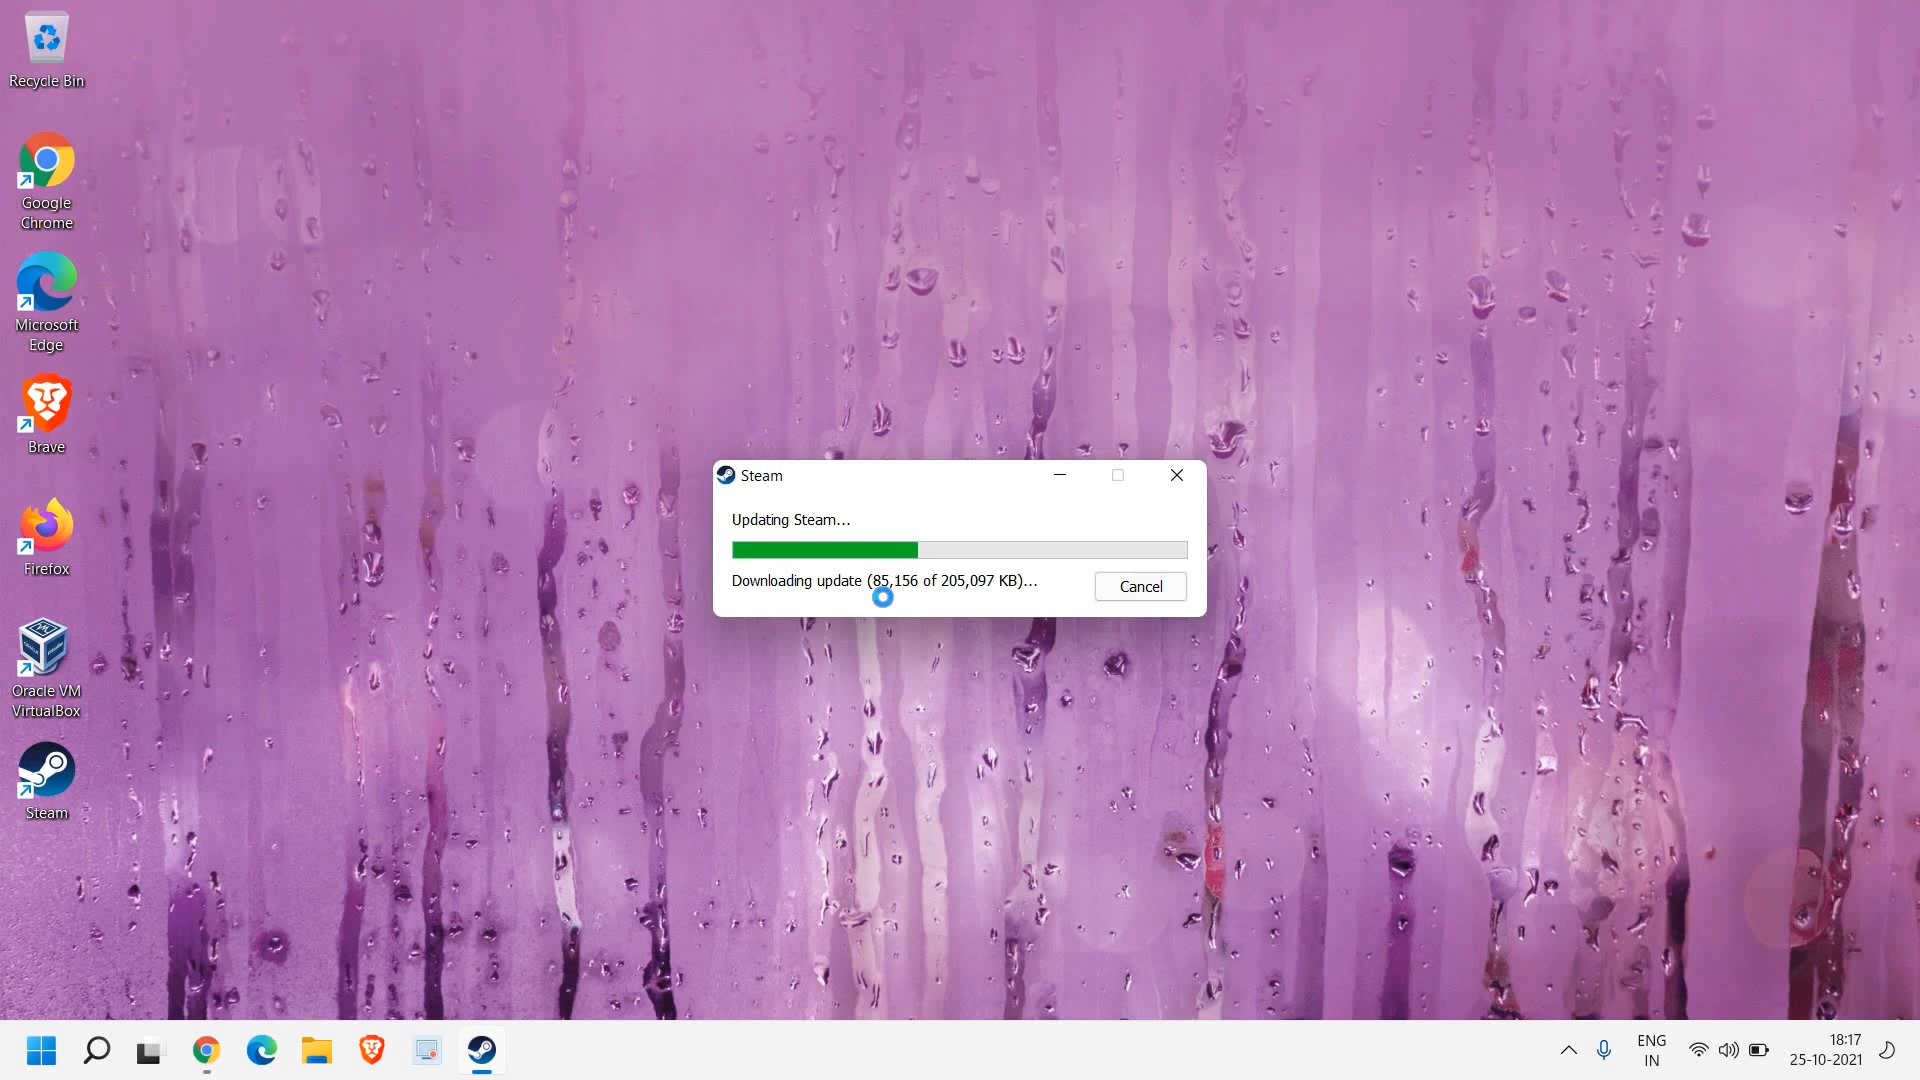 Recycle Bin
Google
Chrome
Microsoft
Edge
Brave
Firefox
Oracle VM
VirtualBox
Steam
Steam
Updating Steam...
Downloading update (85,156 of 205,097 KB)...
Cancel
ENG
IN
18:17
25-10-2021